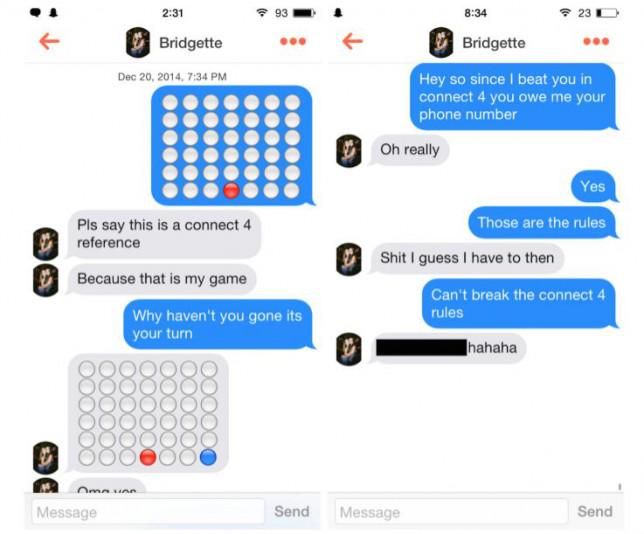 2:31
93
Bridgette
Dec 20, 2014, 7:34 PM
Pls say this is a connect 4
reference
Because that is my game
Why haven't you gone its
your turn
Omg yes
Message
Send
8:34
23
Bridgette
Hey so since I beat you in
connect 4 you owe me your
phone number
Oh really
Yes
Those are the rules
Shit I guess I have to then
Can't break the connect 4
rules
hahaha
Message
Send